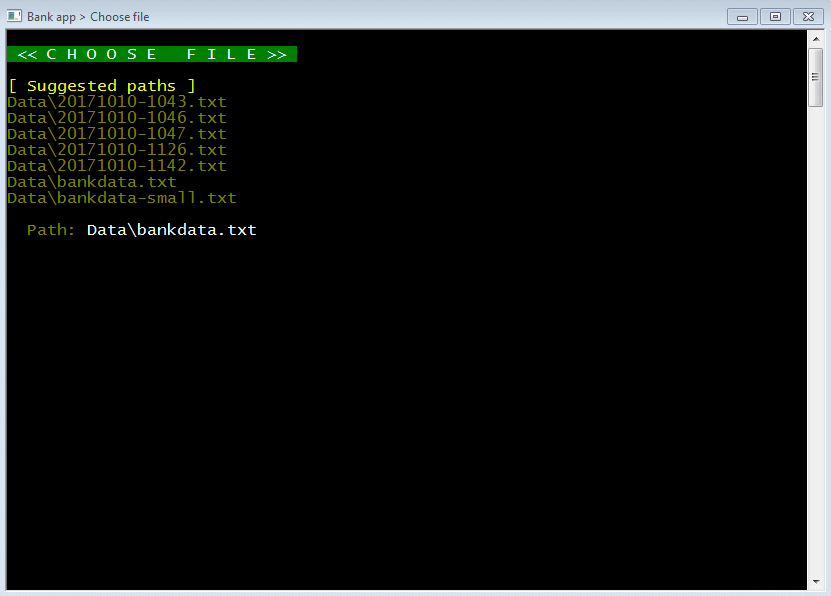 Bank app > Choose file
<< C H O O S E   F I L E >>
[ Suggested paths ]
Data\20171010-1043.txt
Data\20171010-1046.txt
Data\20171010-1047.txt
Data\20171010-1126.txt
Data\20171010-1142.txt
Data\bankdata.txt
Data\bankdata-small.txt
Path: Data\bankdata.txt